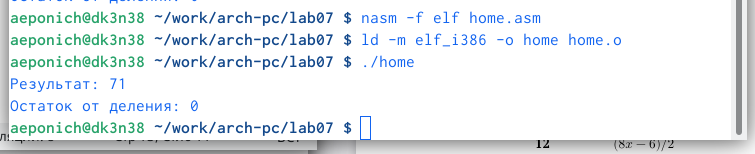 aeponich@dk3n38 ~/work/arch-pc/lab07 $ nasm -f elf home.asm
aeponich@dk3n38 ~/work/arch-pc/lab07 $ ld -m elf_i386 -o home home.o
aeponich@dk3n38 ~/work/arch-pc/lab07 $ ./home
Результат: 71
Остаток от деления: 0
aeponich@dk3n38 ~/work/arch-pc/lab07 $
12 (8x − 6)/2